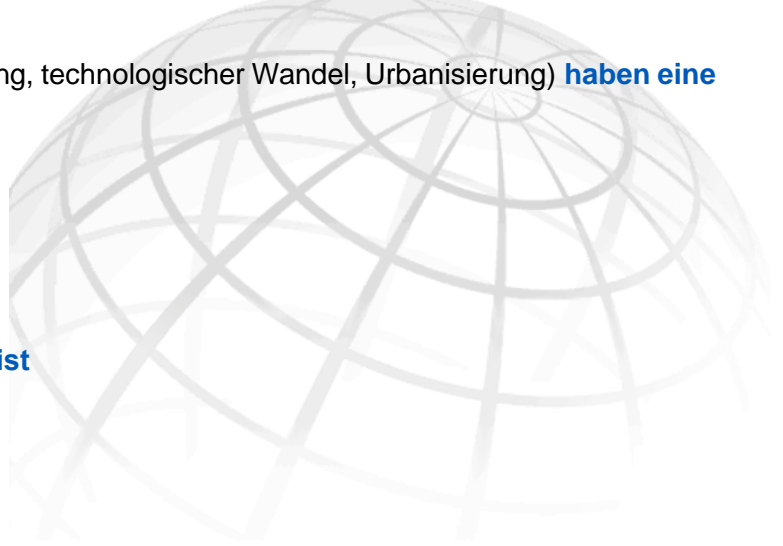 ng, technologischer Wandel, Urbanisierung) haben eine
ist